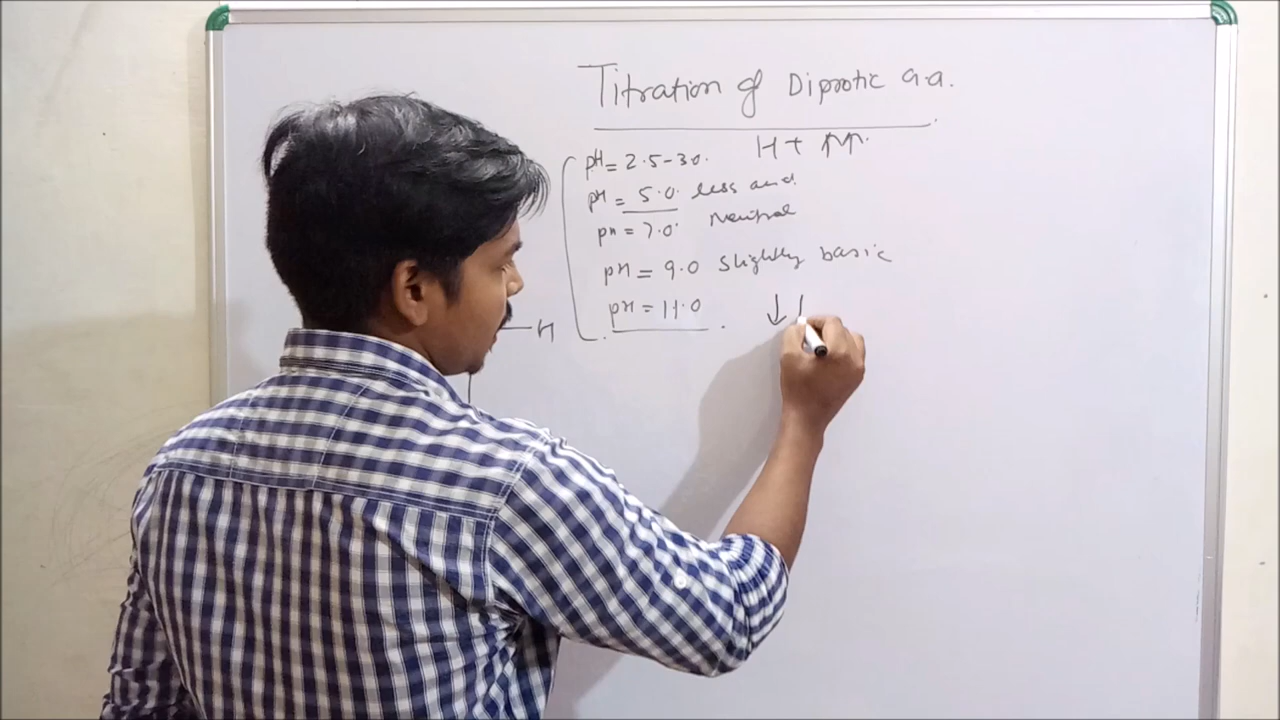 Titration of Diprotic a.a.
pH = 2.5-3.0. H+ ↑↑↑.
pH = 5.0. less acid.
pH = 7.0. Neutral
pH = 9.0 Slightly basic
pH = 11.0 . ↓
— H